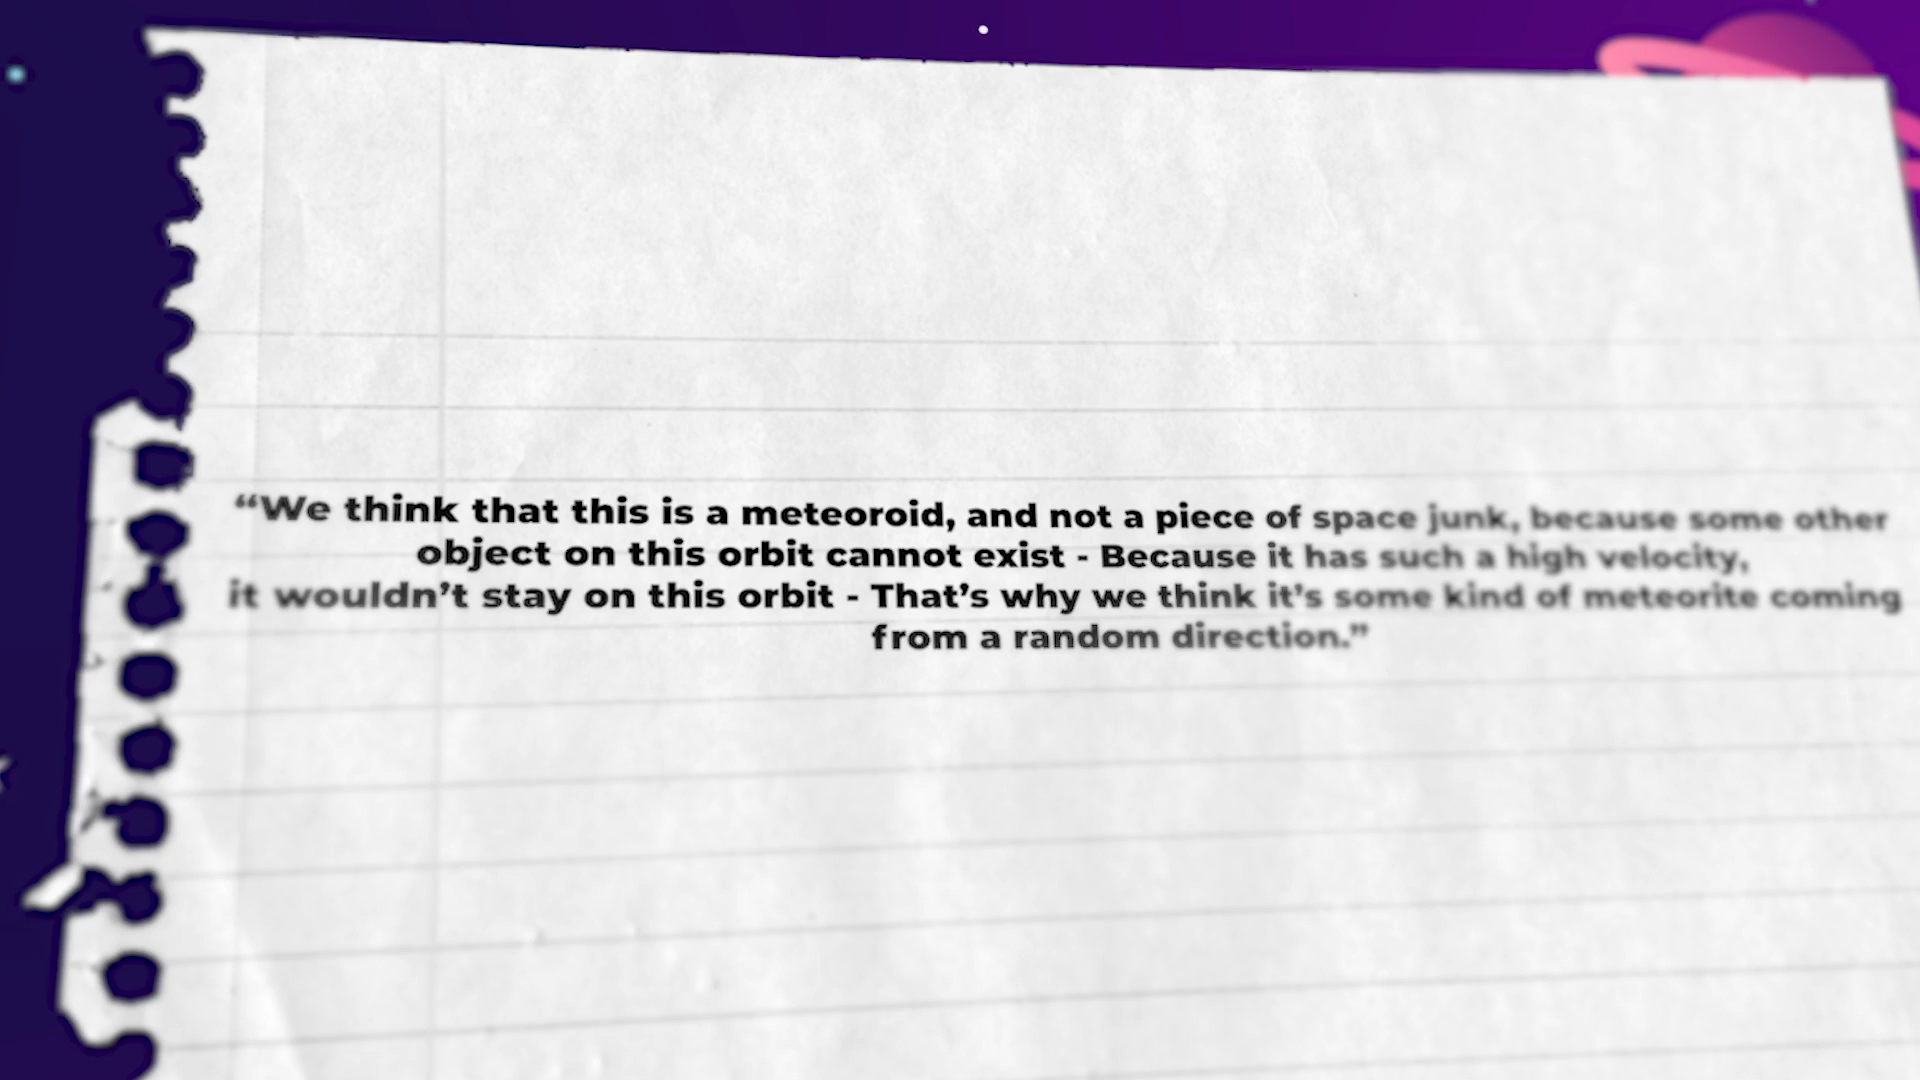 “We think that this is a meteoroid, and not a piece of space junk, because some other
object on this orbit cannot exist - Because it has such a high velocity,
it wouldn’t stay on this orbit - That’s why we think it’s some kind of meteorite coming
from a random direction.”